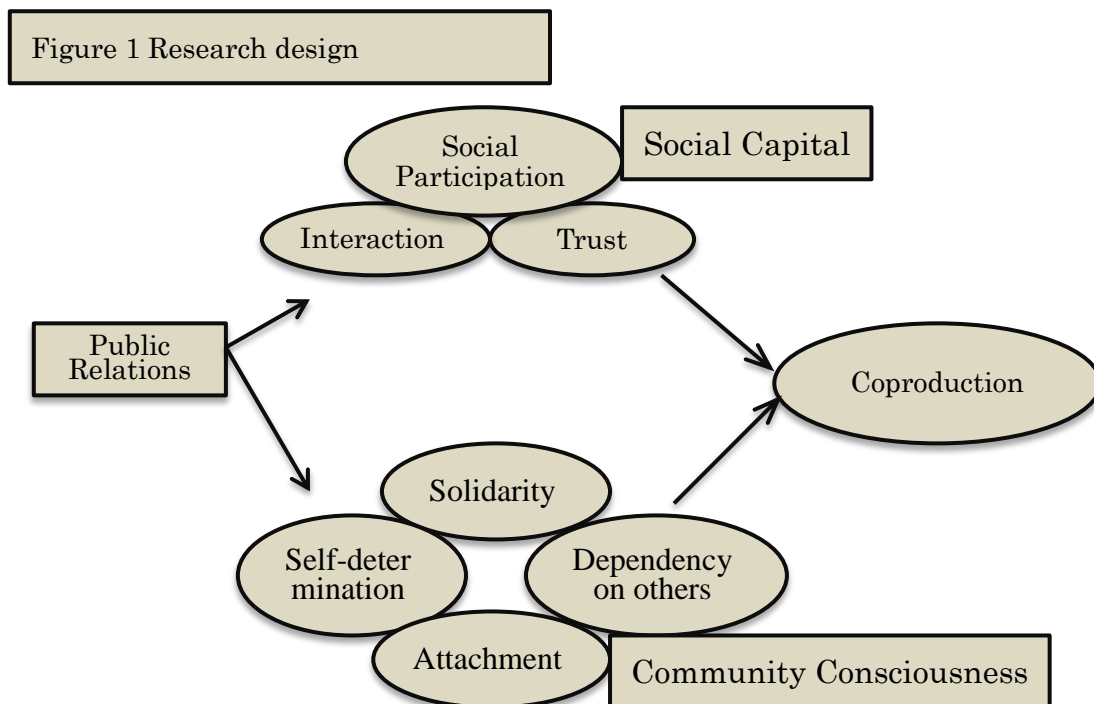 Figure 1 Research design
Social
Participation
Social Capital
Interaction
Trust
Public
Relations
Coproduction
Solidarity
Self-deter
mination
Dependency
on others
Attachment
Community Consciousness